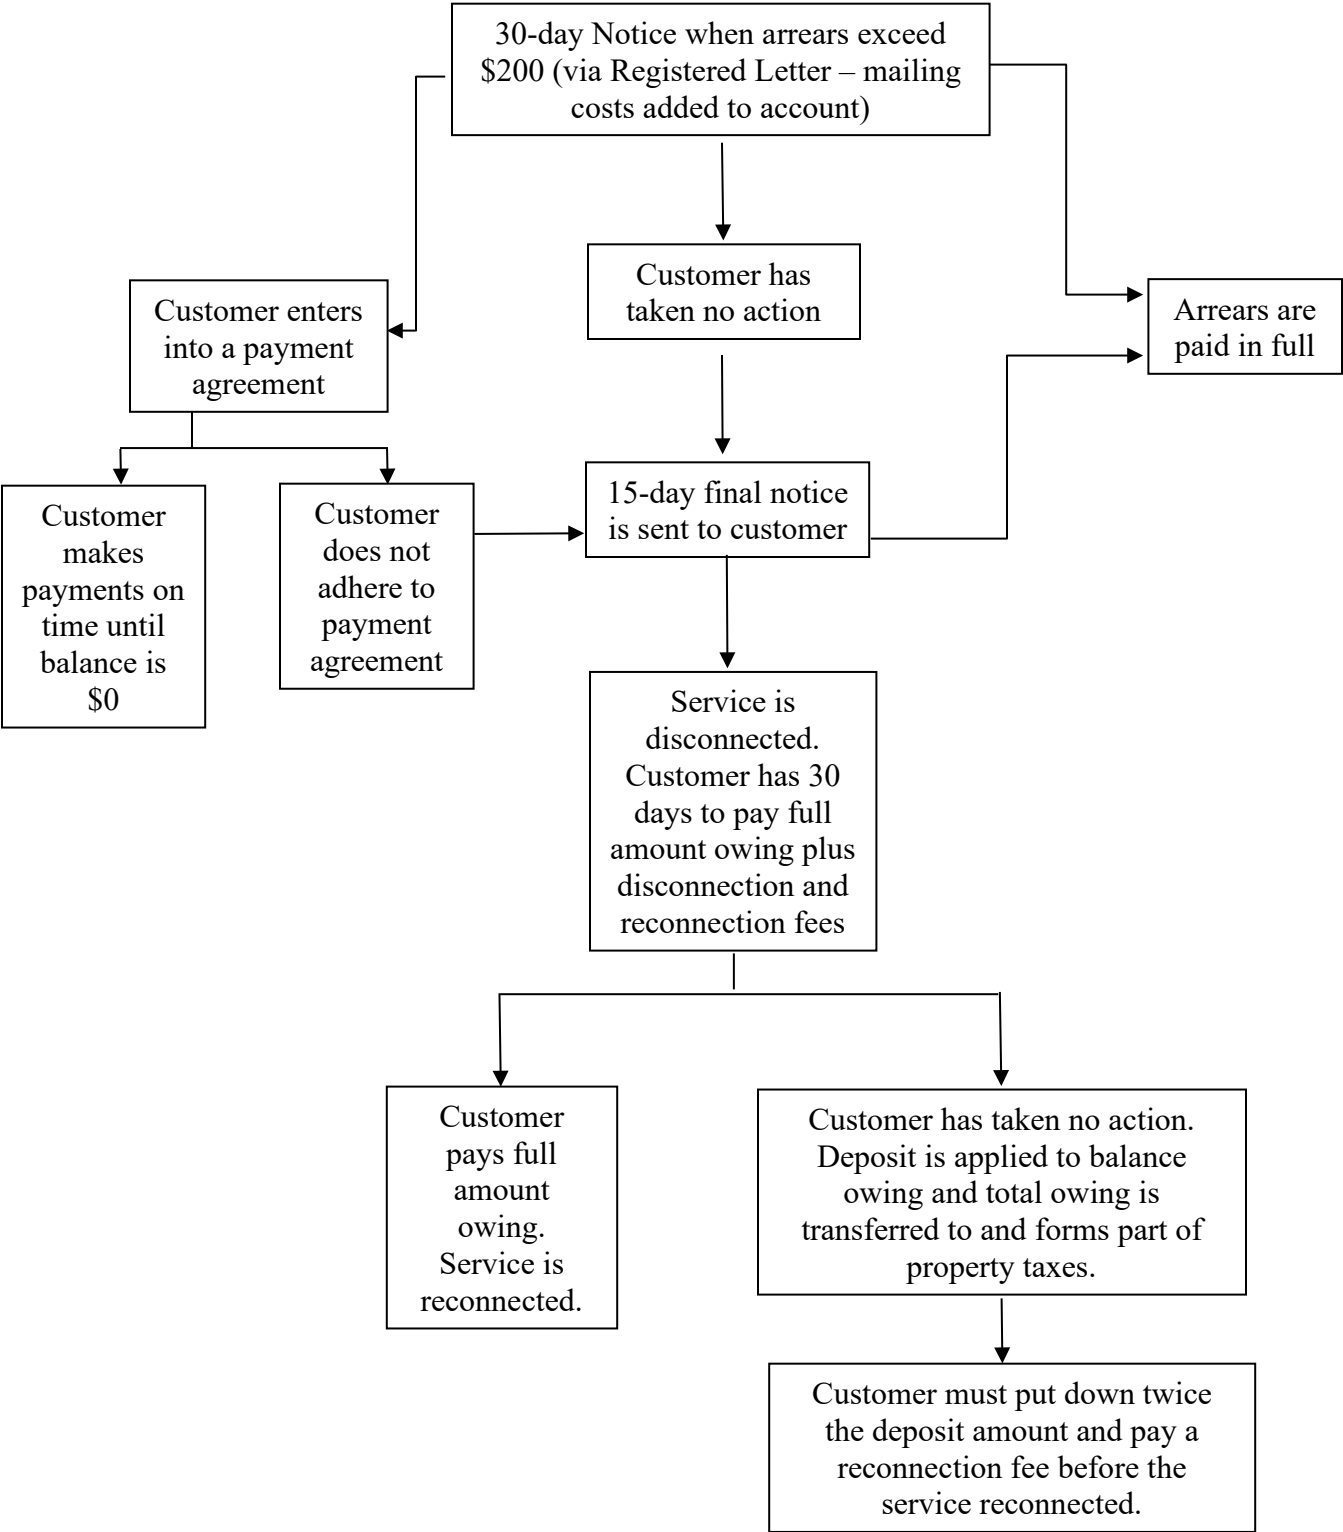 30-day Notice when arrears exceed
$200 (via Registered Letter – mailing
costs added to account)
Customer has
taken no action
Customer enters
into a payment
agreement
Arrears are
paid in full
Customer
makes
payments on
time until
balance is
$0
Customer
does not
adhere to
payment
agreement
15-day final notice
is sent to customer
Service is
disconnected.
Customer has 30
days to pay full
amount owing plus
disconnection and
reconnection fees
Customer
pays full
amount
owing.
Service is
reconnected.
Customer has taken no action.
Deposit is applied to balance
owing and total owing is
transferred to and forms part of
property taxes.
Customer must put down twice
the deposit amount and pay a
reconnection fee before the
service reconnected.